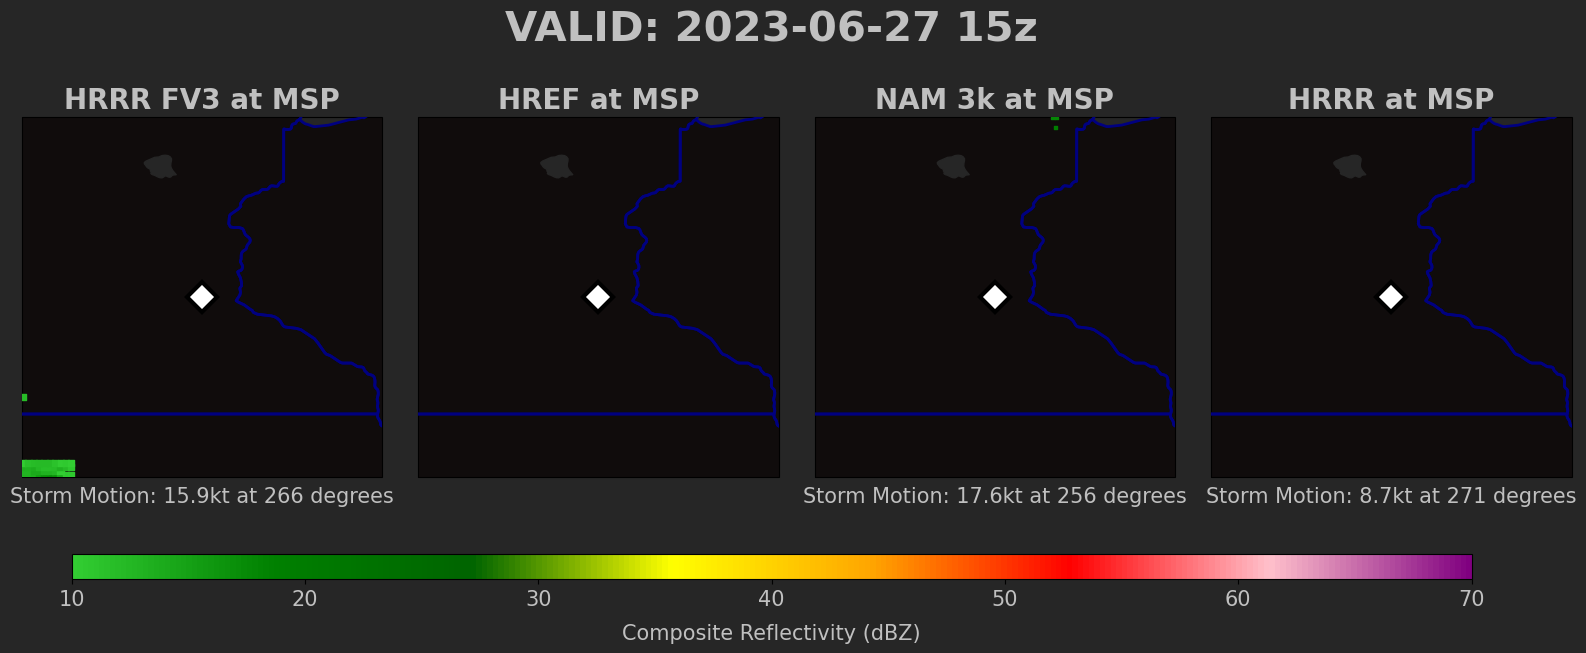 VALID: 2023-06-27 15z
HRRR FV3 at MSP
HREF at MSP
NAM 3k at MSP
HRRR at MSP
Storm Motion: 15.9kt at 266 degrees
Storm Motion: 17.6kt at 256 degrees
Storm Motion: 8.7kt at 271 degrees
10 20 30 40 50 60 70
Composite Reflectivity (dBZ)